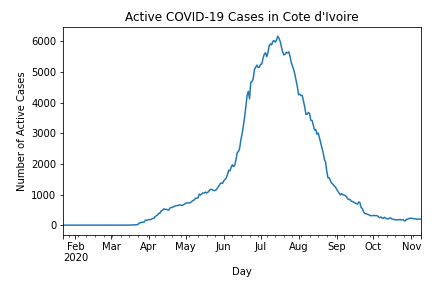 Active COVID-19 Cases in Cote d'Ivoire
6000
5000
4000
3000
2000
1000
0
Number of Active Cases
Feb Mar Apr May Jun Jul Aug Sep Oct Nov
2020
Day